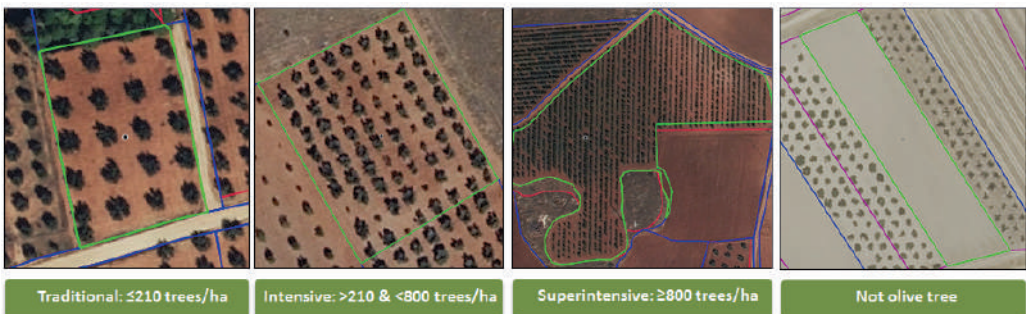 Traditional: ≤210 trees/ha
Intensive: >210 & <800 trees/ha
Superintensive: ≥800 trees/ha
Not olive tree